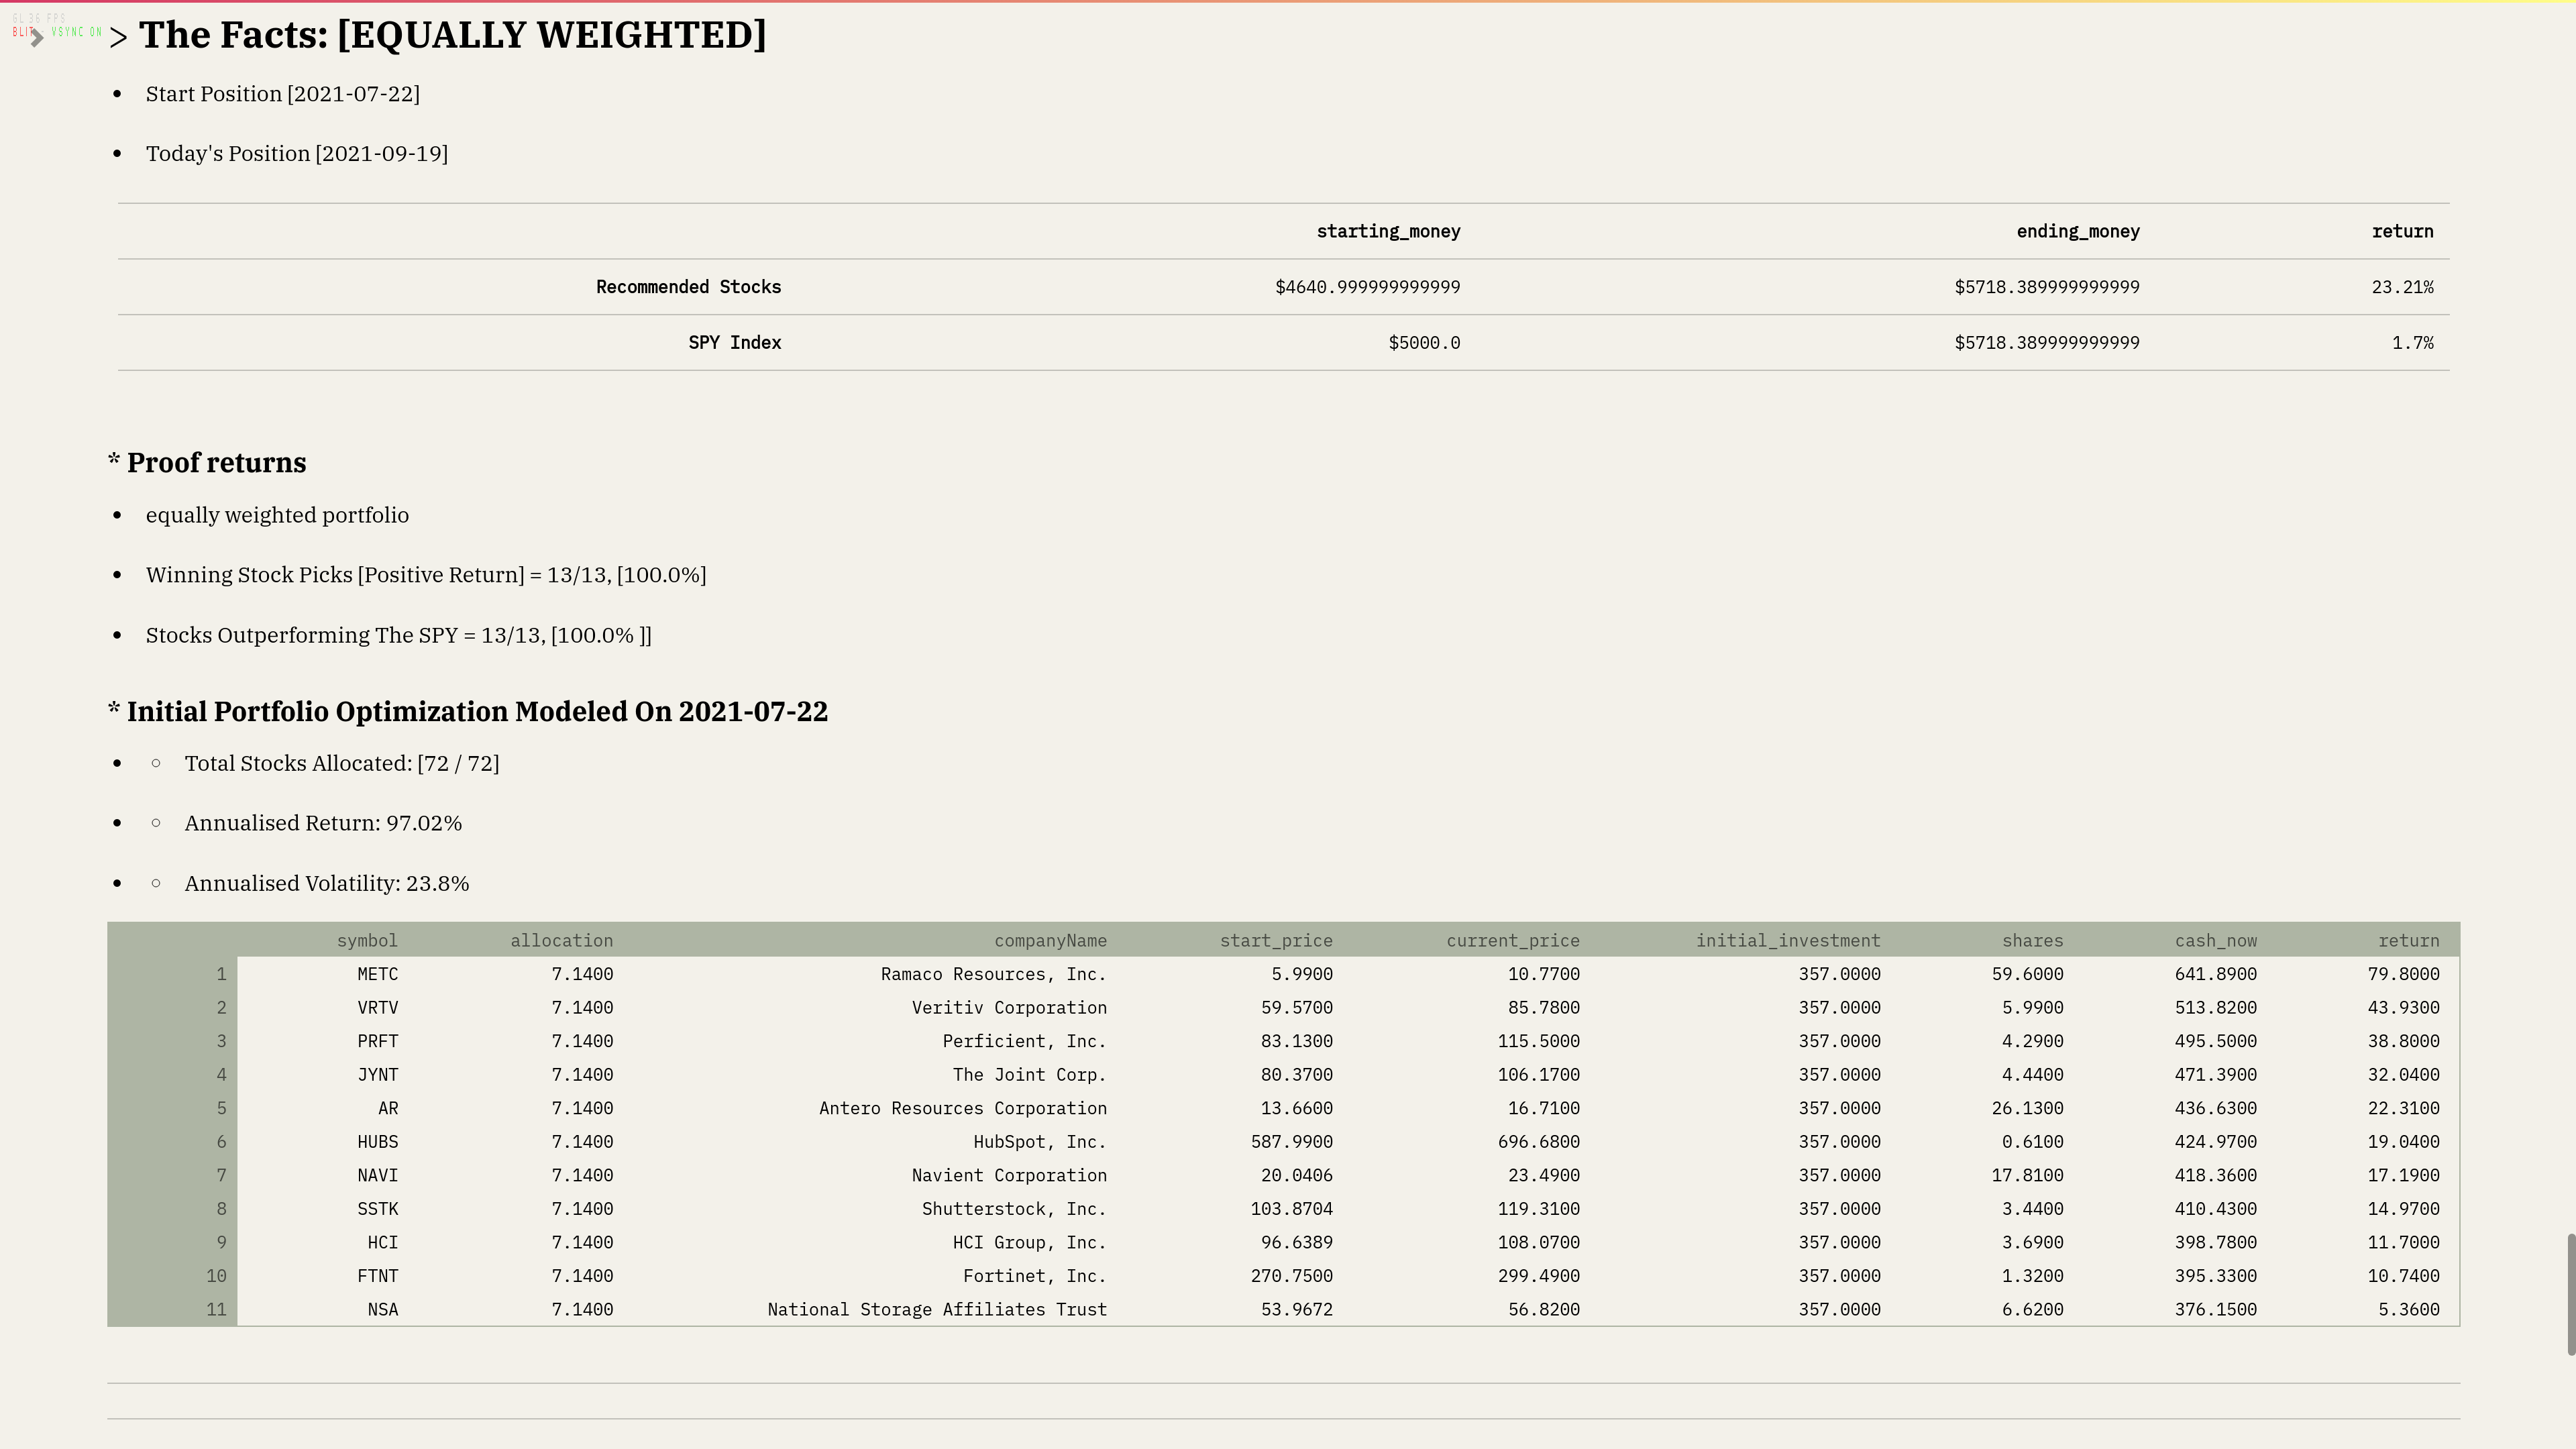 GL 36 FPS
BLIT - VSYNC ON
> The Facts: [EQUALLY WEIGHTED]
• Start Position [2021-07-22]
• Today's Position [2021-09-19]
starting_money ending_money return
Recommended Stocks $4640.999999999999 $5718.389999999999 23.21%
SPY Index $5000.0 $5718.389999999999 1.7%
* Proof returns
• equally weighted portfolio
• Winning Stock Picks [Positive Return] = 13/13, [100.0%]
• Stocks Outperforming The SPY = 13/13, [100.0% ]]
* Initial Portfolio Optimization Modeled On 2021-07-22
• ○ Total Stocks Allocated: [72 / 72]
• ○ Annualised Return: 97.02%
• ○ Annualised Volatility: 23.8%
symbol allocation companyName start_price current_price initial_investment shares cash_now return
1 METC 7.1400 Ramaco Resources, Inc. 5.9900 10.7700 357.0000 59.6000 641.8900 79.8000
2 VRTV 7.1400 Veritiv Corporation 59.5700 85.7800 357.0000 5.9900 513.8200 43.9300
3 PRFT 7.1400 Perficient, Inc. 83.1300 115.5000 357.0000 4.2900 495.5000 38.8000
4 JYNT 7.1400 The Joint Corp. 80.3700 106.1700 357.0000 4.4400 471.3900 32.0400
5 AR 7.1400 Antero Resources Corporation 13.6600 16.7100 357.0000 26.1300 436.6300 22.3100
6 HUBS 7.1400 HubSpot, Inc. 587.9900 696.6800 357.0000 0.6100 424.9700 19.0400
7 NAVI 7.1400 Navient Corporation 20.0406 23.4900 357.0000 17.8100 418.3600 17.1900
8 SSTK 7.1400 Shutterstock, Inc. 103.8704 119.3100 357.0000 3.4400 410.4300 14.9700
9 HCI 7.1400 HCI Group, Inc. 96.6389 108.0700 357.0000 3.6900 398.7800 11.7000
10 FTNT 7.1400 Fortinet, Inc. 270.7500 299.4900 357.0000 1.3200 395.3300 10.7400
11 NSA 7.1400 National Storage Affiliates Trust 53.9672 56.8200 357.0000 6.6200 376.1500 5.3600